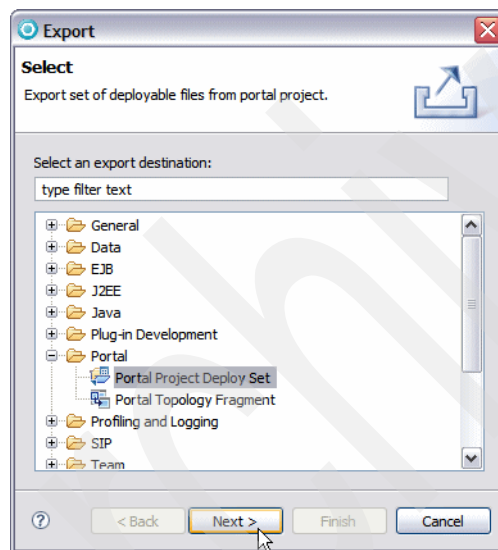 Export
Select
Export set of deployable files from portal project.
Select an export destination:
type filter text
General
Data
EJB
J2EE
Java
Plug-in Development
Portal
Portal Project Deploy Set
Portal Topology Fragment
Profiling and Logging
SIP
Team
? < Back Next > Finish Cancel